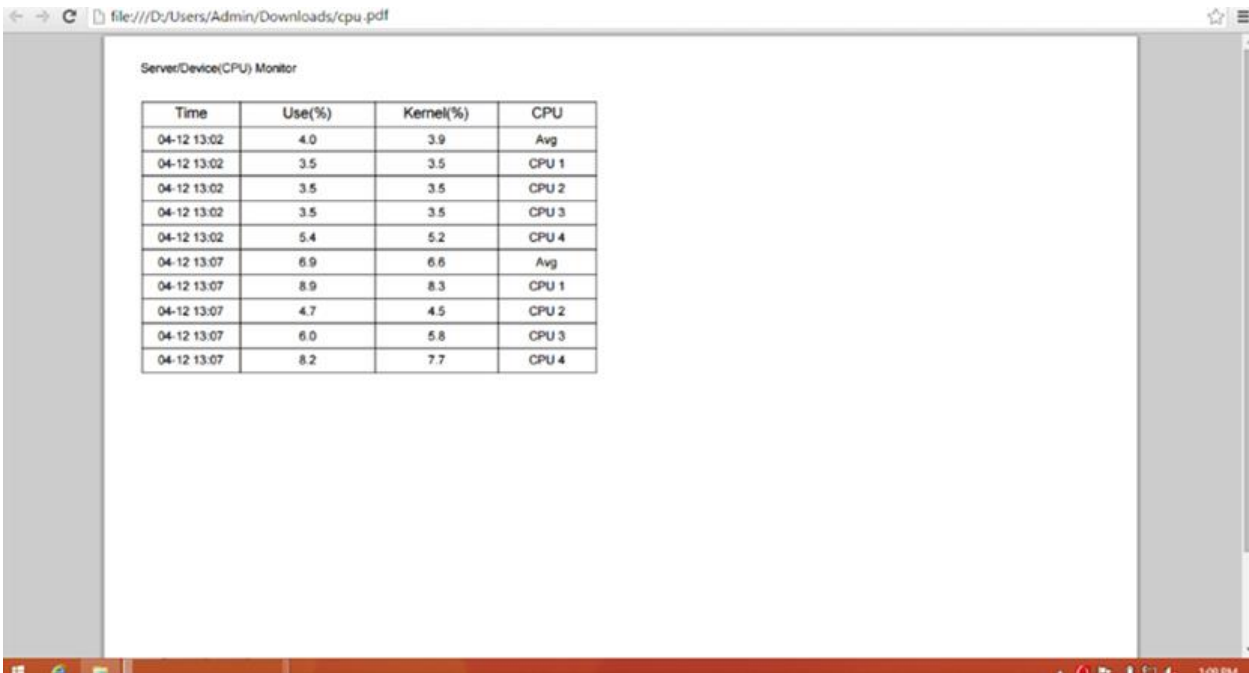 file:///D:/Users/Admin/Downloads/cpu.pdf
Server/Device(CPU) Monitor
Time Use(%) Kernel(%) CPU
04-12 13:02 4.0 3.9 Avg
04-12 13:02 3.5 3.5 CPU 1
04-12 13:02 3.5 3.5 CPU 2
04-12 13:02 3.5 3.5 CPU 3
04-12 13:02 5.4 5.2 CPU 4
04-12 13:07 6.9 6.6 Avg
04-12 13:07 8.9 8.3 CPU 1
04-12 13:07 4.7 4.5 CPU 2
04-12 13:07 6.0 5.8 CPU 3
04-12 13:07 8.2 7.7 CPU 4
1:09 PM